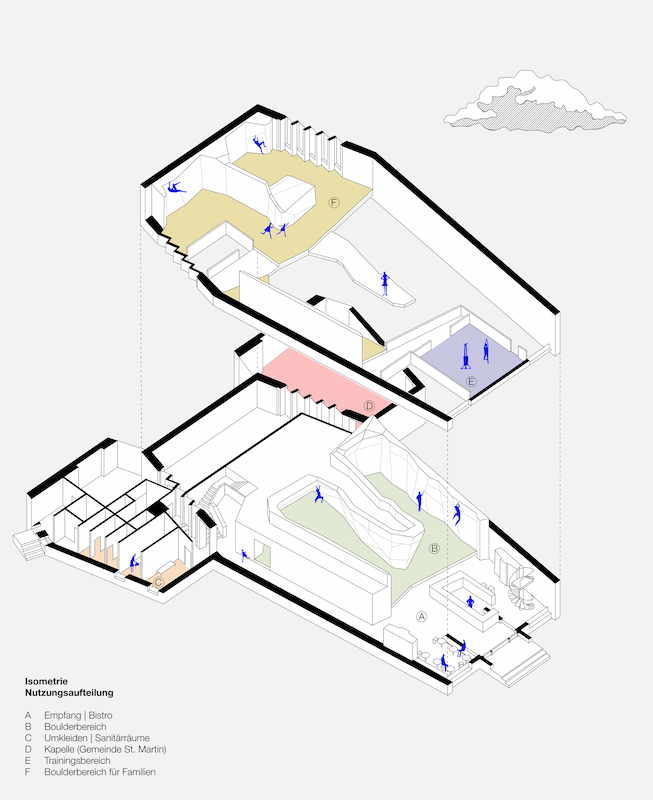 F
E
D
B
C
A
Isometrie
Nutzungsaufteilung
A Empfang | Bistro
B Boulderbereich
C Umkleiden | Sanitärräume
D Kapelle (Gemeinde St. Martin)
E Trainingsbereich
F Boulderbereich für Familien